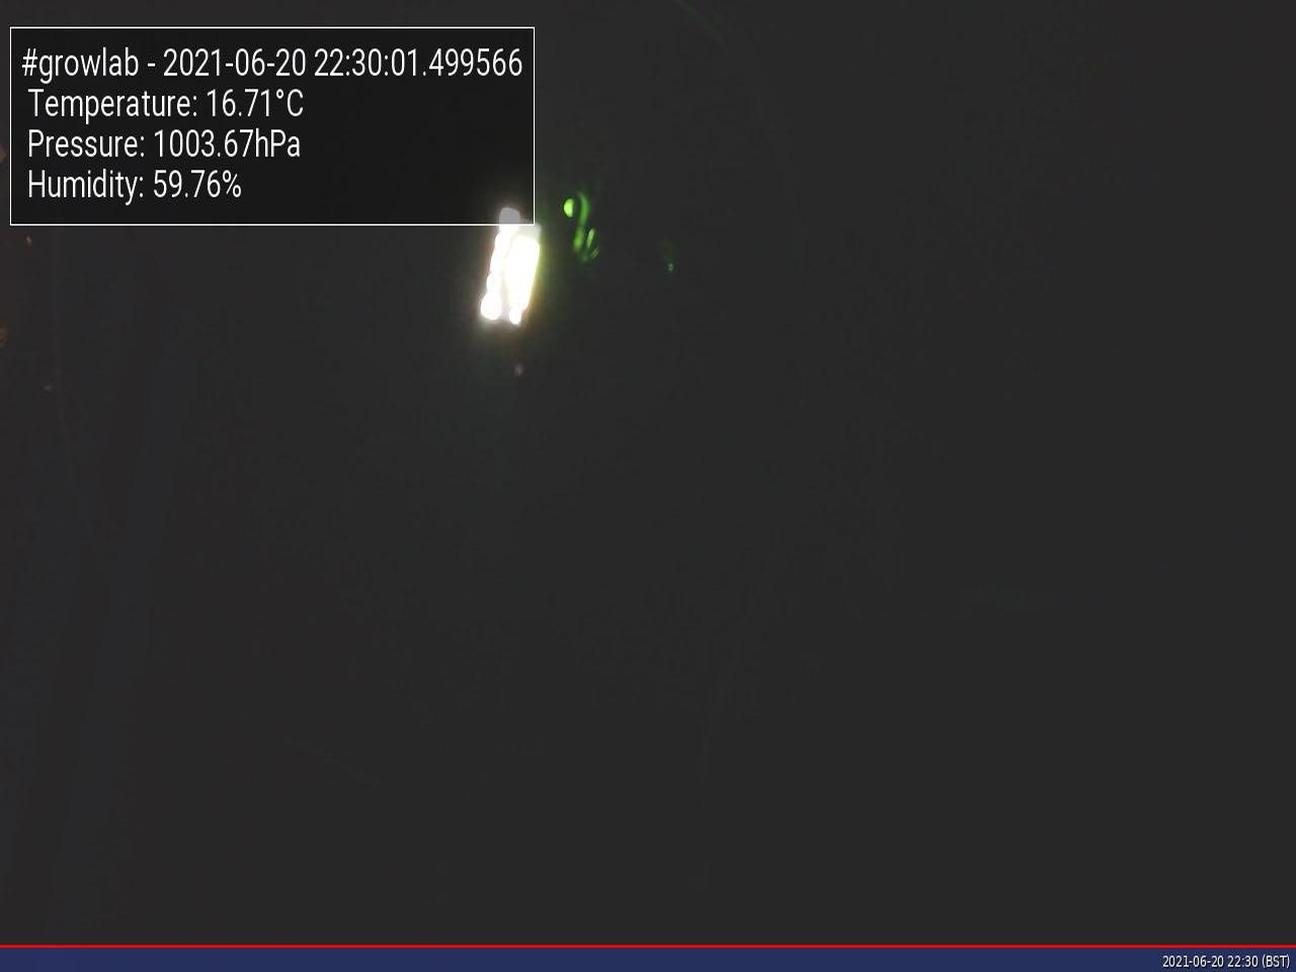 #growlab - 2021-06-20 22:30:01.499566
Temperature: 16.71°C
Pressure: 1003.67hPa
Humidity: 59.76%
2021-06-20 22:30 (BST)